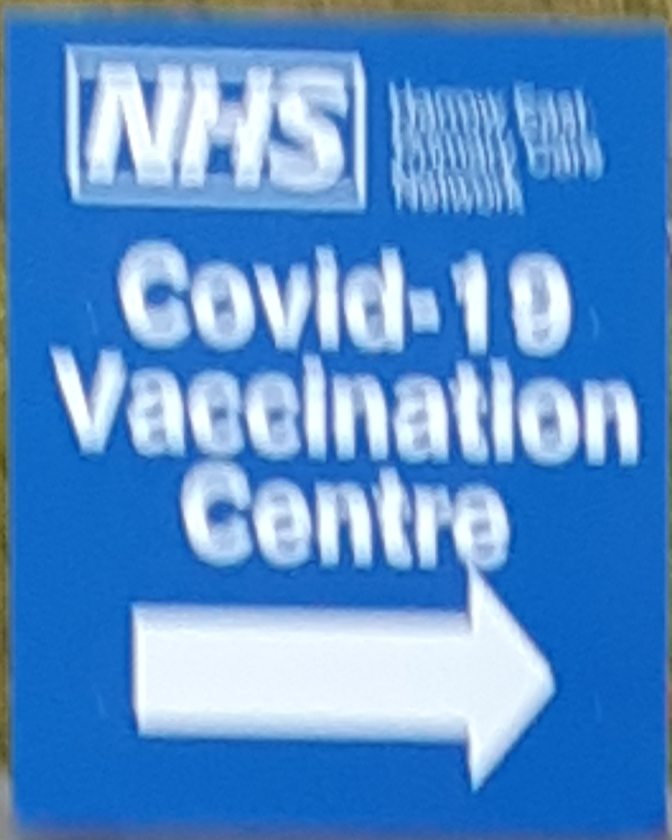 NHS
Covid-19
Vaccination
Centre